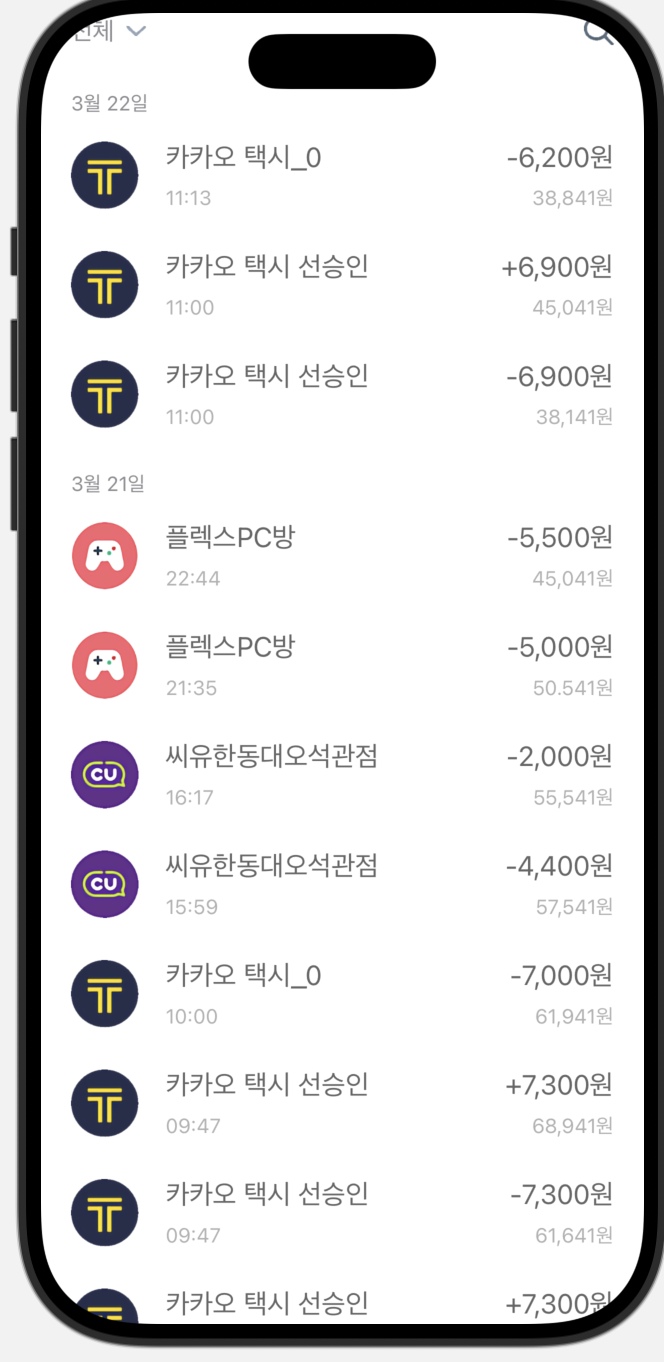 전체
3월 22일
카카오 택시_0 -6,200원
11:13 38,841원
카카오 택시 선승인 +6,900원
11:00 45,041원
카카오 택시 선승인 -6,900원
11:00 38,141원
3월 21일
플렉스PC방 -5,500원
22:44 45,041원
플렉스PC방 -5,000원
21:35 50.541원
씨유한동대오석관점 -2,000원
CU
16:17 55,541원
씨유한동대오석관점 -4,400원
CU
15:59 57,541원
카카오 택시_0 -7,000원
10:00 61,941원
카카오 택시 선승인 +7,300원
09:47 68,941원
카카오 택시 선승인 -7,300원
09:47 61,641원
카카오 택시 선승인 +7,300원